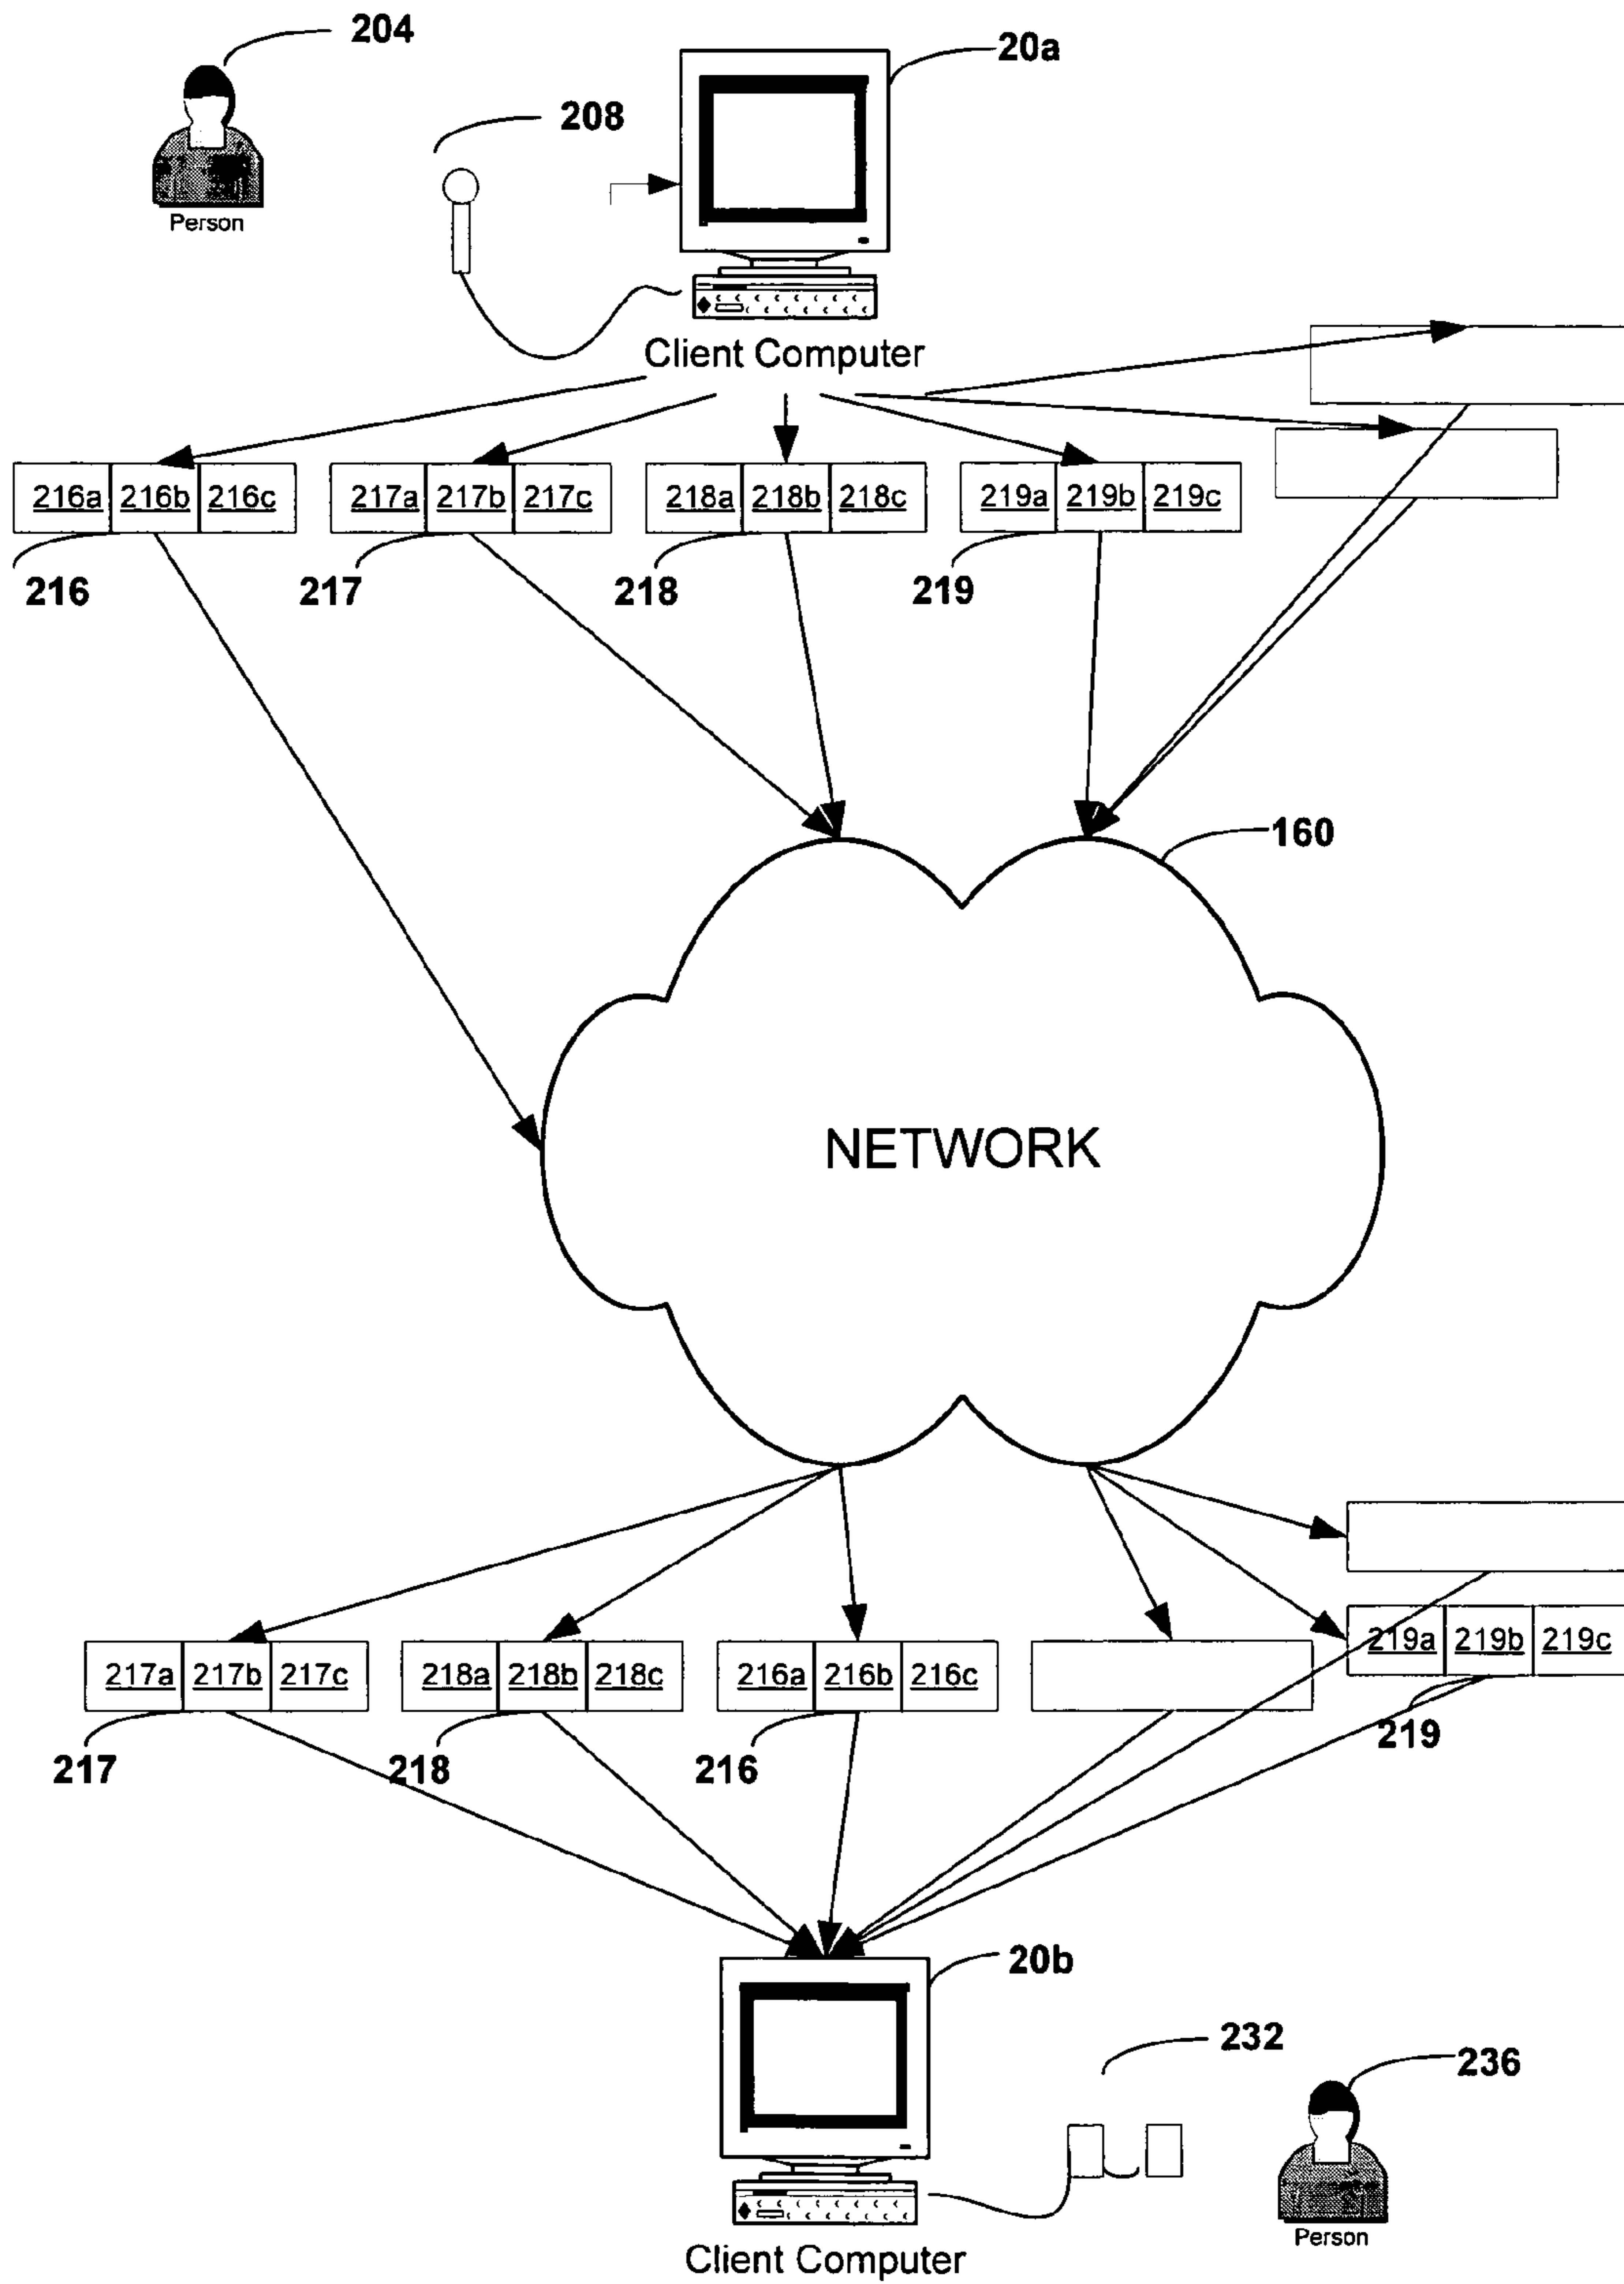 204
20a
208
Person
Client Computer
216a 216b 216c 217a 217b 217c 218a 218b 218c 219a 219b 219c
216 217 218 219
160
NETWORK
219a 219b 219c
217a 217b 217c 218a 218b 218c 216a 216b 216c
219
217 218 216
20b
232
236
Person
Client Computer